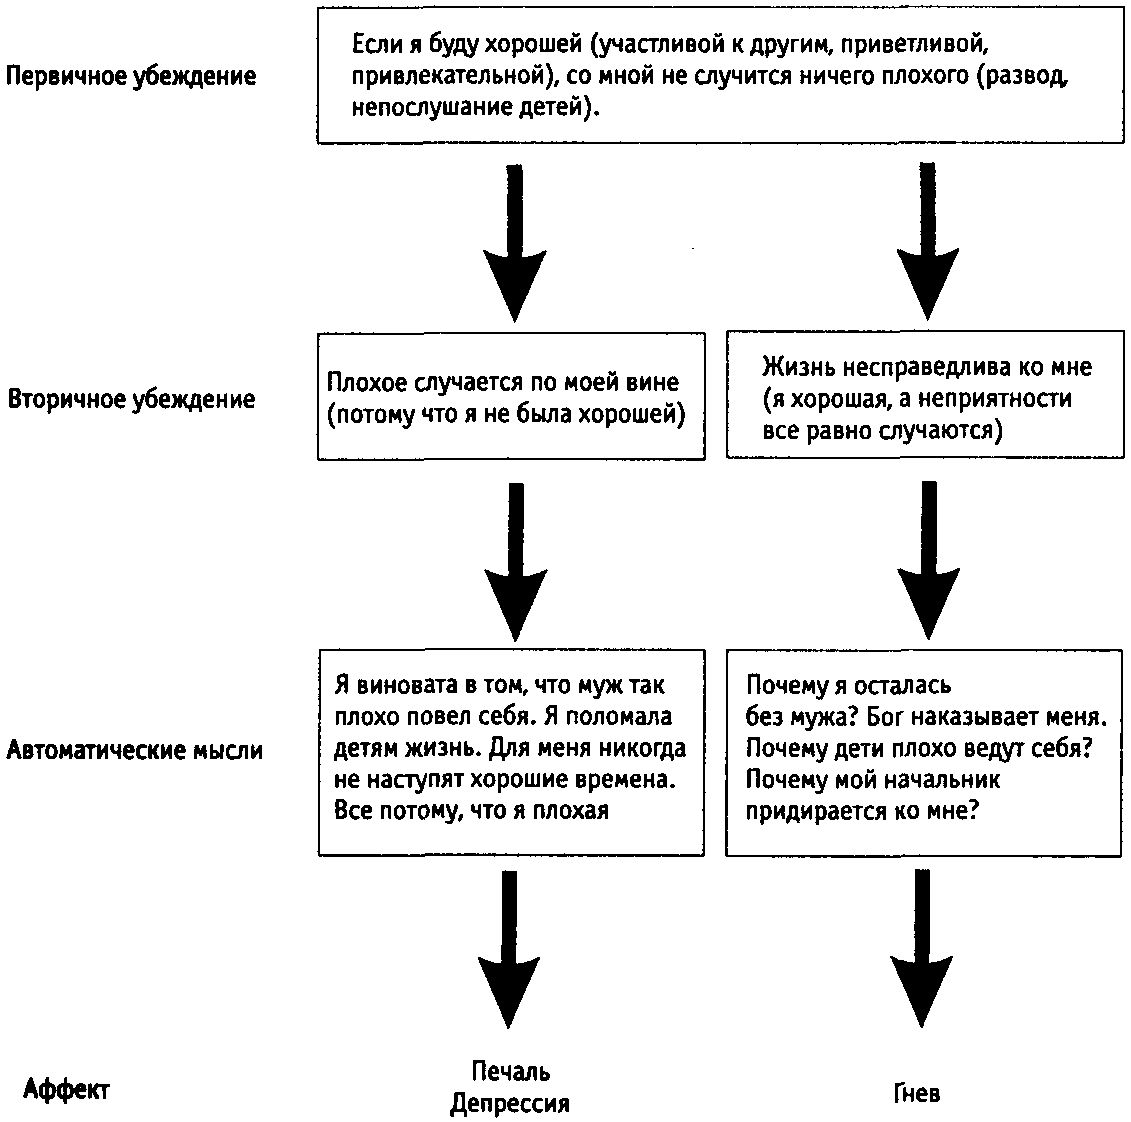 Первичное убеждение
Если я буду хорошей (участливой к другим, приветливой,
привлекательной), со мной не случится ничего плохого (развод,
непослушание детей).
Вторичное убеждение
Плохое случается по моей вине
(потому что я не была хорошей)
Жизнь несправедлива ко мне
(я хорошая, а неприятности
все равно случаются)
Автоматические мысли
Я виновата в том, что муж так
плохо повел себя. Я поломала
детям жизнь. Для меня никогда
не наступят хорошие времена.
Все потому, что я плохая
Почему я осталась
без мужа? Бог наказывает меня.
Почему дети плохо ведут себя?
Почему мой начальник
придирается ко мне?
Аффект
Печаль
Депрессия
Гнев